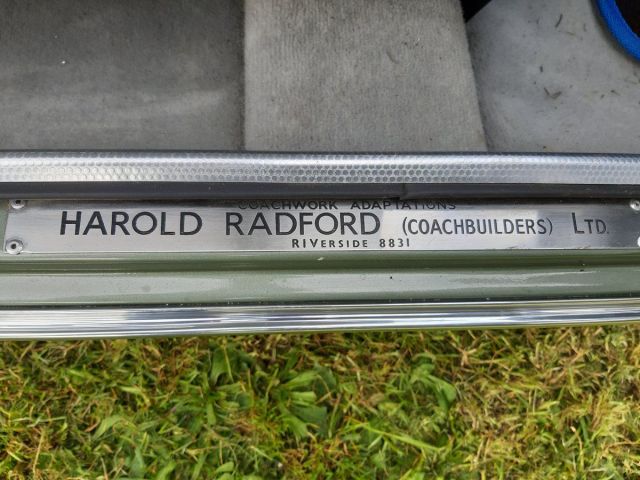 COACHWORK ADAPTATIONS
HAROLD RADFORD (COACHBUILDERS) LTD.
RIVERSIDE 8831